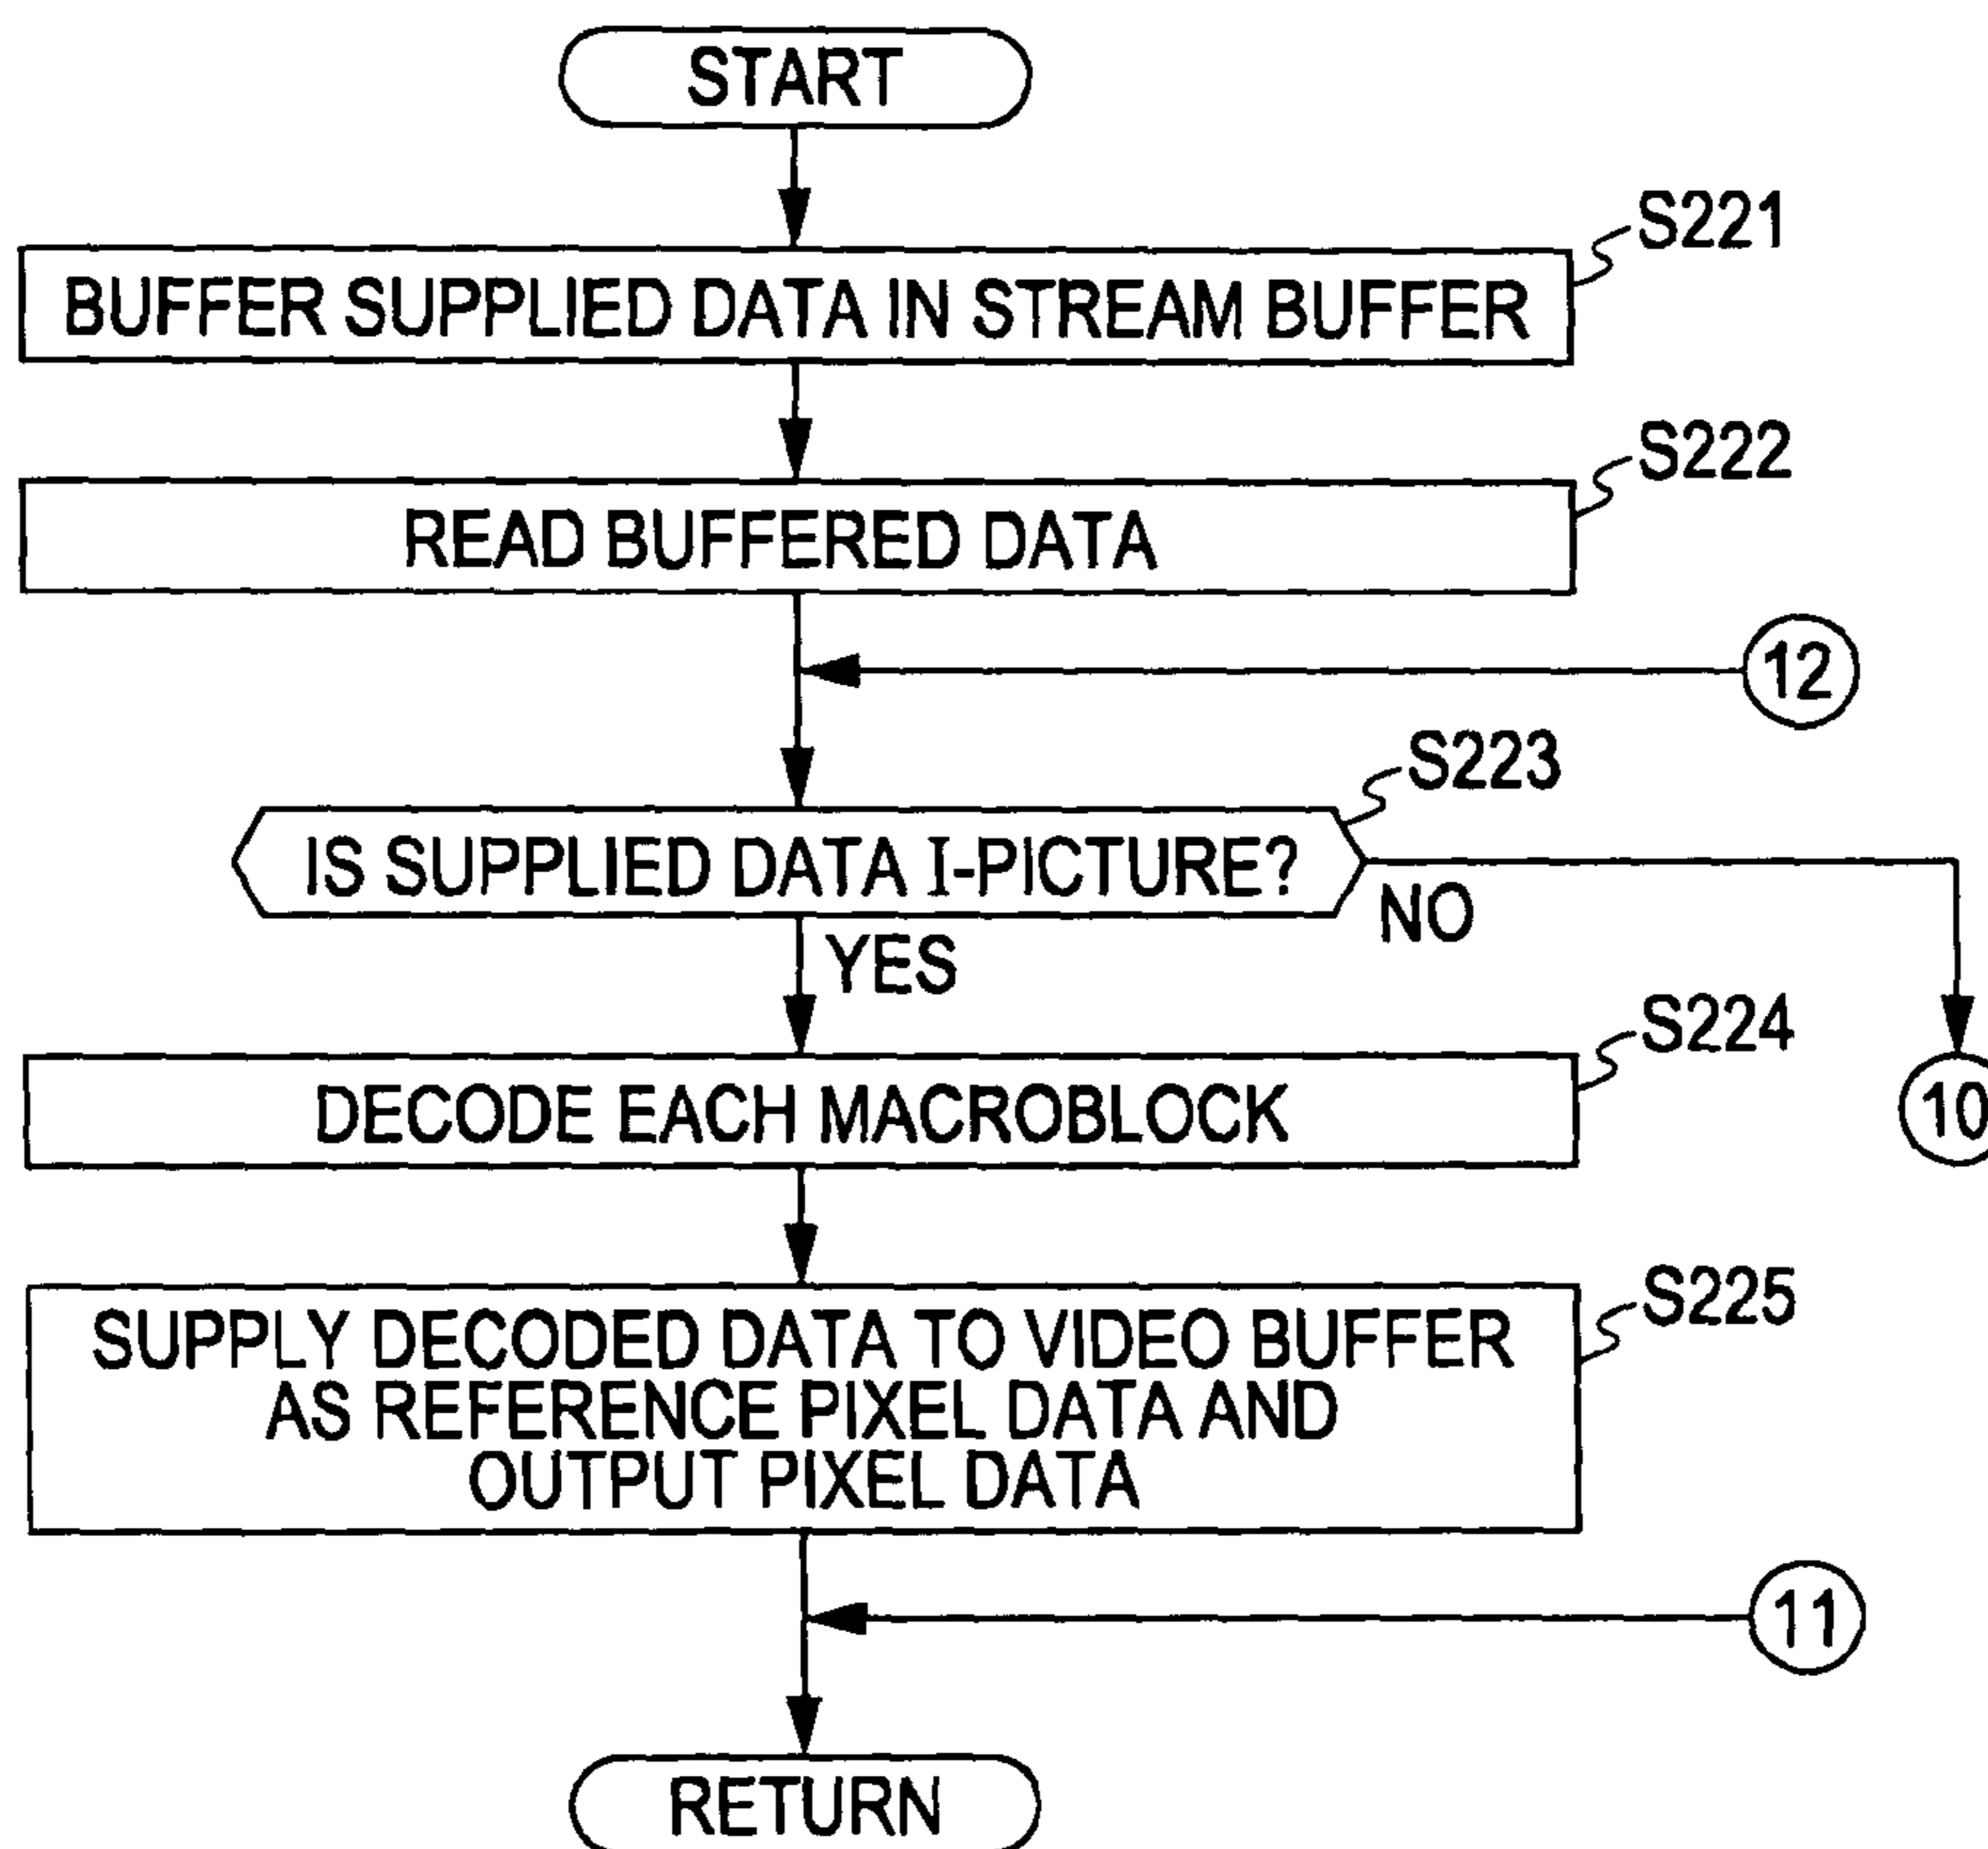 START
S221
BUFFER SUPPLIED DATA IN STREAM BUFFER
S222
READ BUFFERED DATA
12
S223
IS SUPPLIED DATA I-PICTURE?
NO
YES
S224
10
DECODE EACH MACROBLOCK
S225
SUPPLY DECODED DATA TO VIDEO BUFFER
AS REFERENCE PIXEL DATA AND
OUTPUT PIXEL DATA
11
RETURN